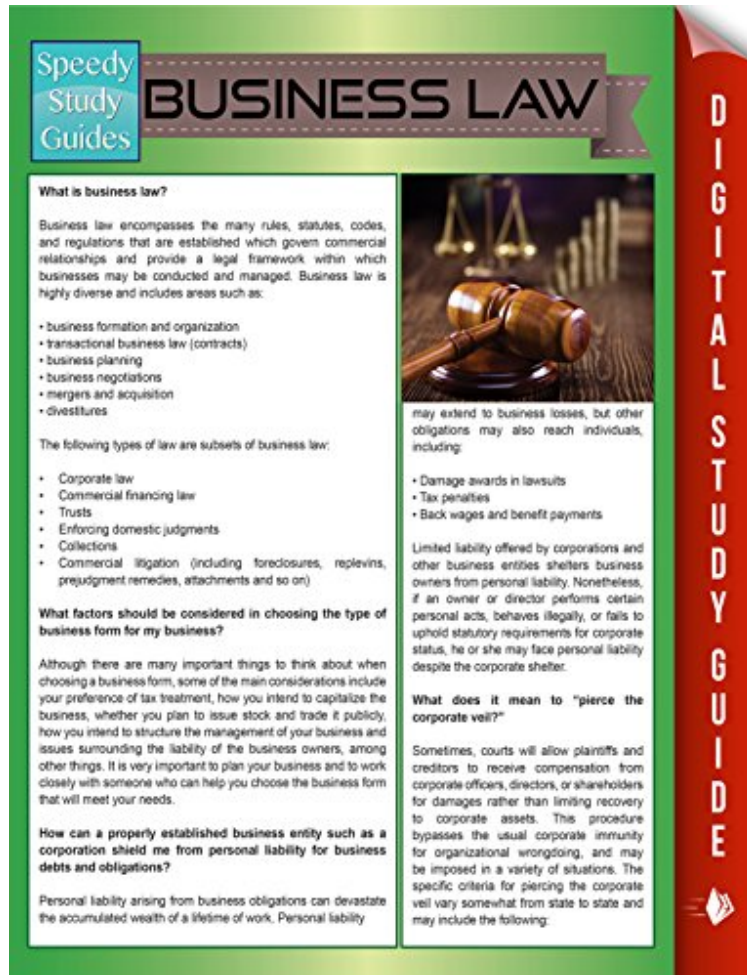 Speedy
Study
Guides
BUSINESS LAW
What is business law?
Business law encompasses the many rules, statutes, codes,
and regulations that are established which govern commercial
relationships and provide a legal framework within which
businesses may be conducted and managed. Business law is
highly diverse and includes areas such as:
• business formation and organization
• transactional business law (contracts)
• business planning
• business negotiations
• mergers and acquisition
• divestitures
The following types of law are subsets of business law:
• Corporate law
• Commercial financing law
• Trusts
• Enforcing domestic judgments
• Collections
• Commercial litigation (including foreclosures, replevins,
prejudgment remedies, attachments and so on)
What factors should be considered in choosing the type of
business form for my business?
Although there are many important things to think about when
choosing a business form, some of the main considerations include
your preference of tax treatment, how you intend to capitalize the
business, whether you plan to issue stock and trade it publicly,
how you intend to structure the management of your business and
issues surrounding the liability of the business owners, among
other things. It is very important to plan your business and to work
closely with someone who can help you choose the business form
that will meet your needs.
How can a properly established business entity such as a
corporation shield me from personal liability for business
debts and obligations?
Personal liability arising from business obligations can devastate
the accumulated wealth of a lifetime of work. Personal liability
may extend to business losses, but other
obligations may also reach individuals,
including:
• Damage awards in lawsuits
• Tax penalties
• Back wages and benefit payments
Limited liability offered by corporations and
other business entities shelters business
owners from personal liability. Nonetheless,
if an owner or director performs certain
personal acts, behaves illegally, or fails to
uphold statutory requirements for corporate
status, he or she may face personal liability
despite the corporate shelter.
What does it mean to “pierce the
corporate veil?”
Sometimes, courts will allow plaintiffs and
creditors to receive compensation from
corporate officers, directors, or shareholders
for damages rather than limiting recovery
to corporate assets. This procedure
bypasses the usual corporate immunity
for organizational wrongdoing, and may
be imposed in a variety of situations. The
specific criteria for piercing the corporate
veil vary somewhat from state to state and
may include the following:
DIGITAL STUDY GUIDE